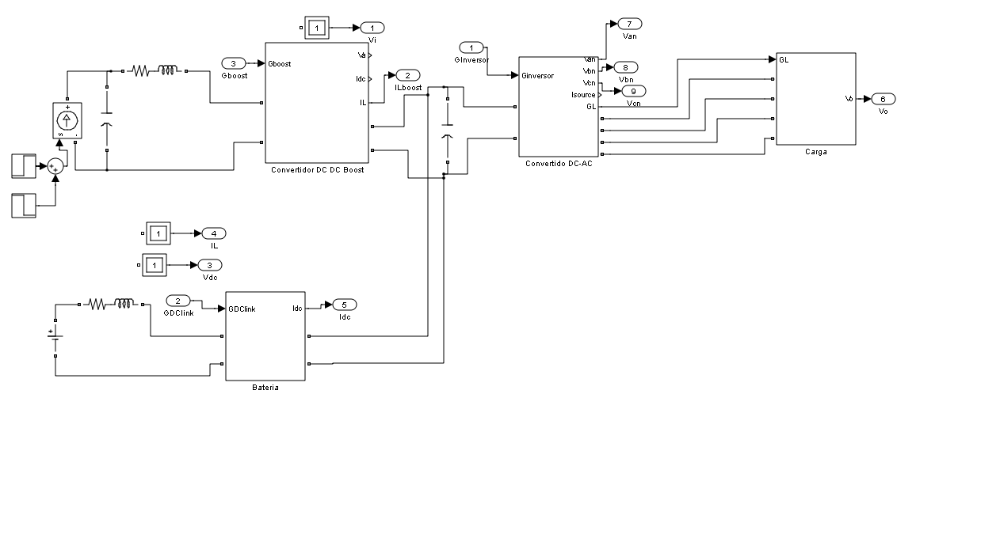 1
Vi
3
Gboost
Gboost
Va
Idc
IL
2
ILboost
Convertidor DC DC Boost
+
s
-
+
+
1
GInversor
Ginversor
Van
Vbn
Vcn
Isource
GL
Convertido DC-AC
7
Van
8
Vbn
9
Vcn
GL
Vo
Carga
6
Vo
1
4
IL
1
3
Vdc
2
GDClink
GDClink
Idc
5
Idc
Bateria
+